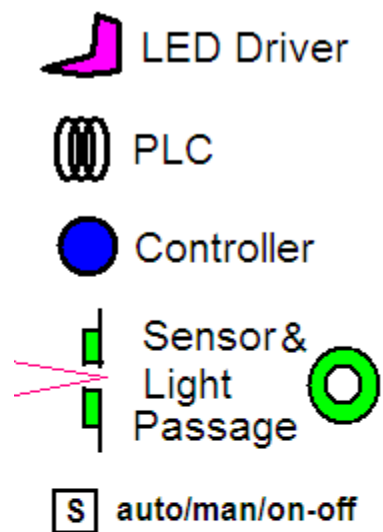 LED Driver
PLC
Controller
Sensor &
Light
Passage
S auto/man/on-off